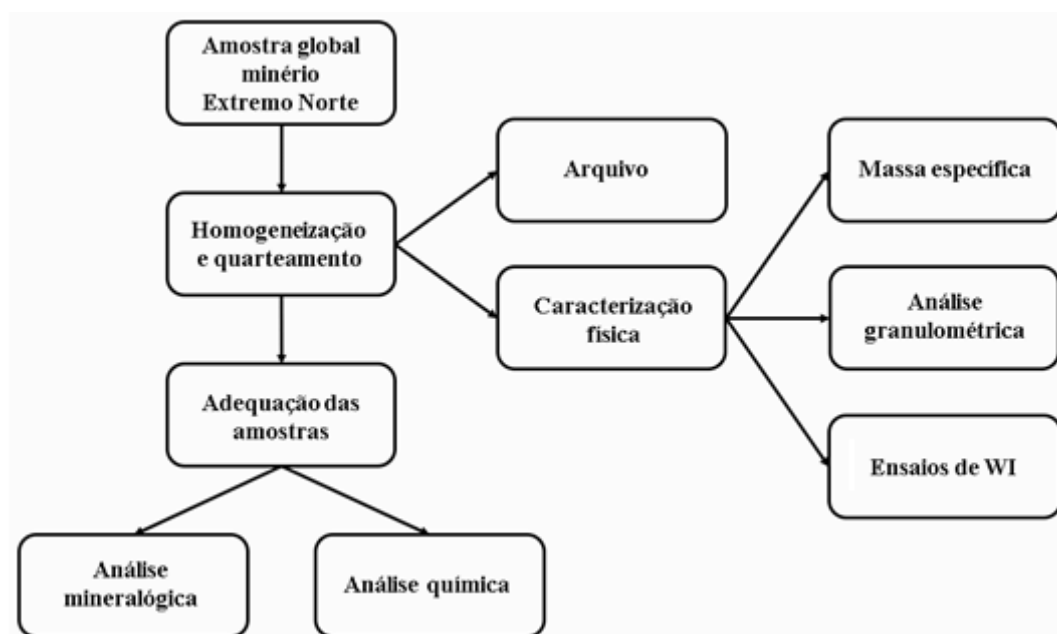 Amostra global
minério
Extremo Norte
Homogeneização
e quarteamento
Arquivo
Caracterização
física
Massa específica
Análise
granulométrica
Ensaios de WI
Adequação das
amostras
Análise
mineralógica
Análise química